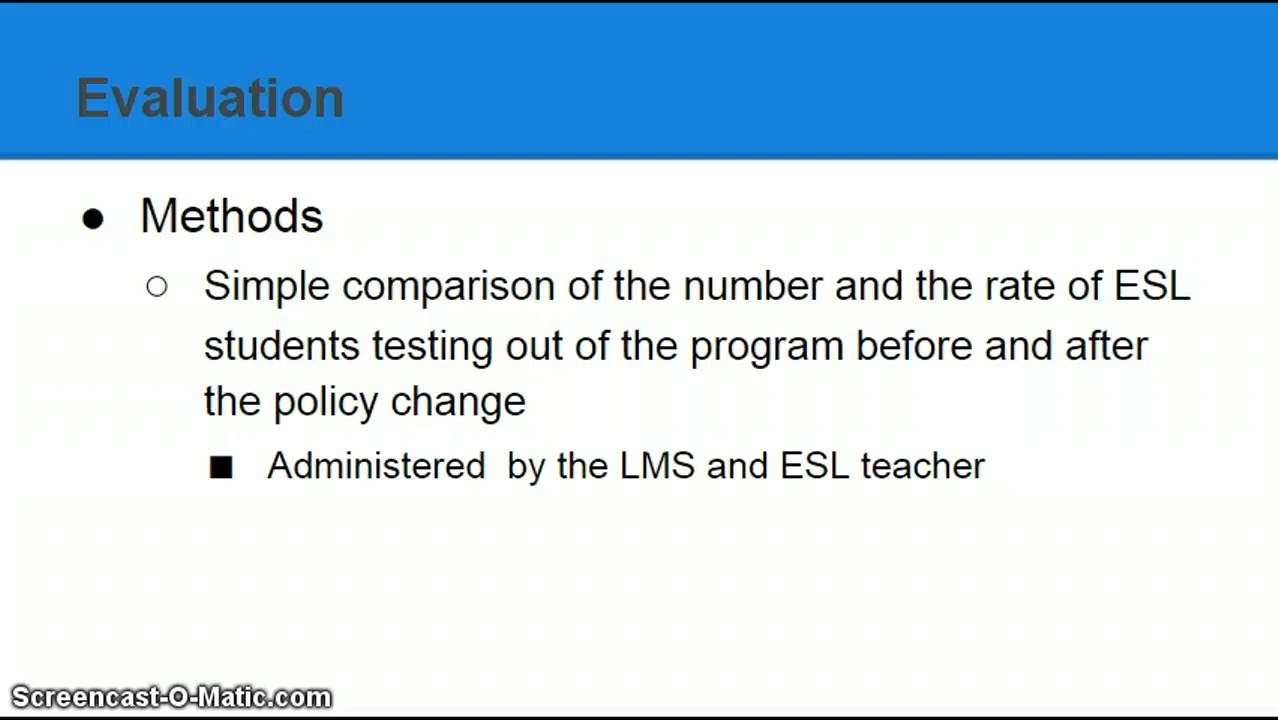 Evaluation
● Methods
○ Simple comparison of the number and the rate of ESL
students testing out of the program before and after
the policy change
■ Administered  by the LMS and ESL teacher
Screencast-O-Matic.com